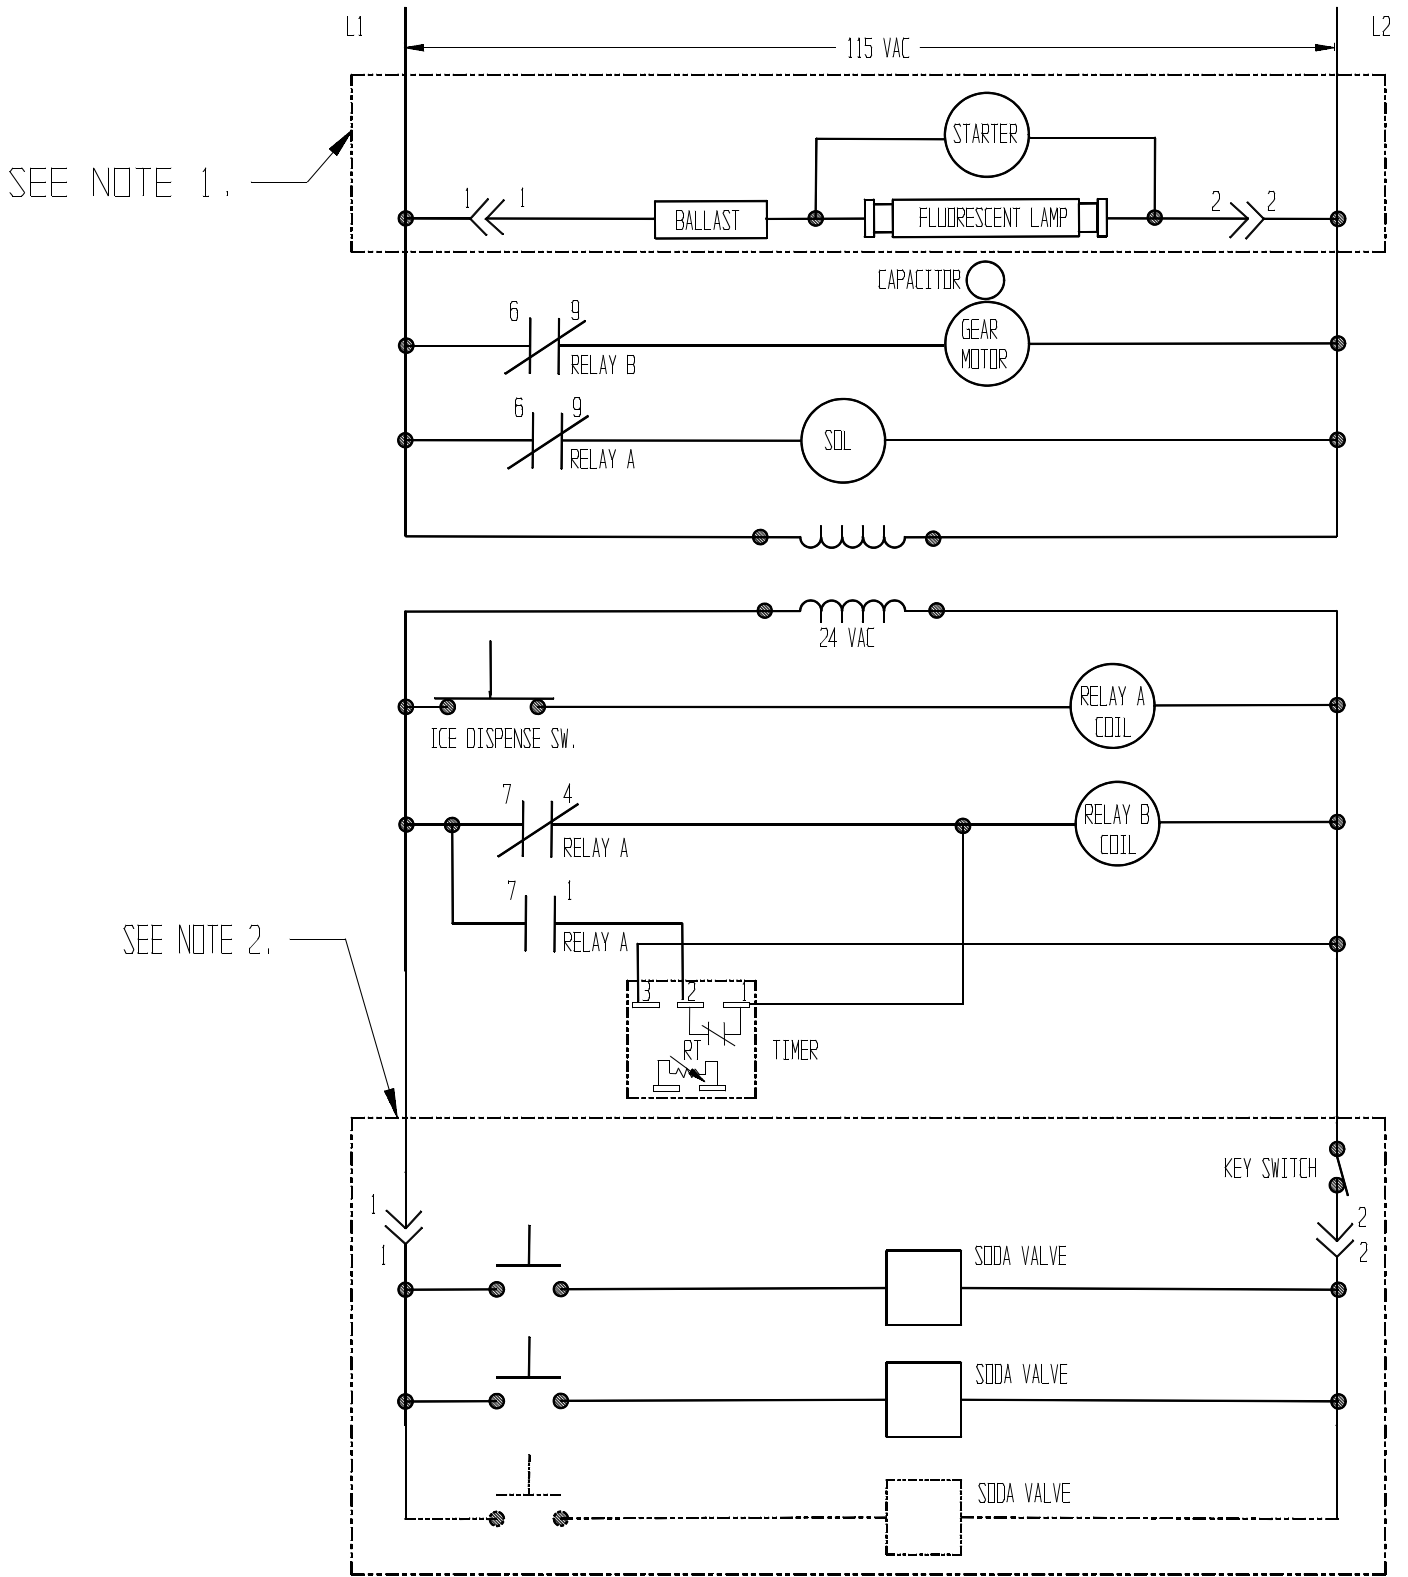 L1
L2
115 VAC
STARTER
SEE NOTE 1.
1 1
2 2
BALLAST
FLUORESCENT LAMP
CAPACITOR
6 9
GEAR
MOTOR
RELAY B
6 9
SOL
RELAY A
24 VAC
RELAY A
COIL
ICE DISPENSE SW.
7 4
RELAY B
COIL
RELAY A
7 1
RELAY A
SEE NOTE 2.
3 2 1
RT
TIMER
KEY SWITCH
1
1
2
2
SODA VALVE
SODA VALVE
SODA VALVE